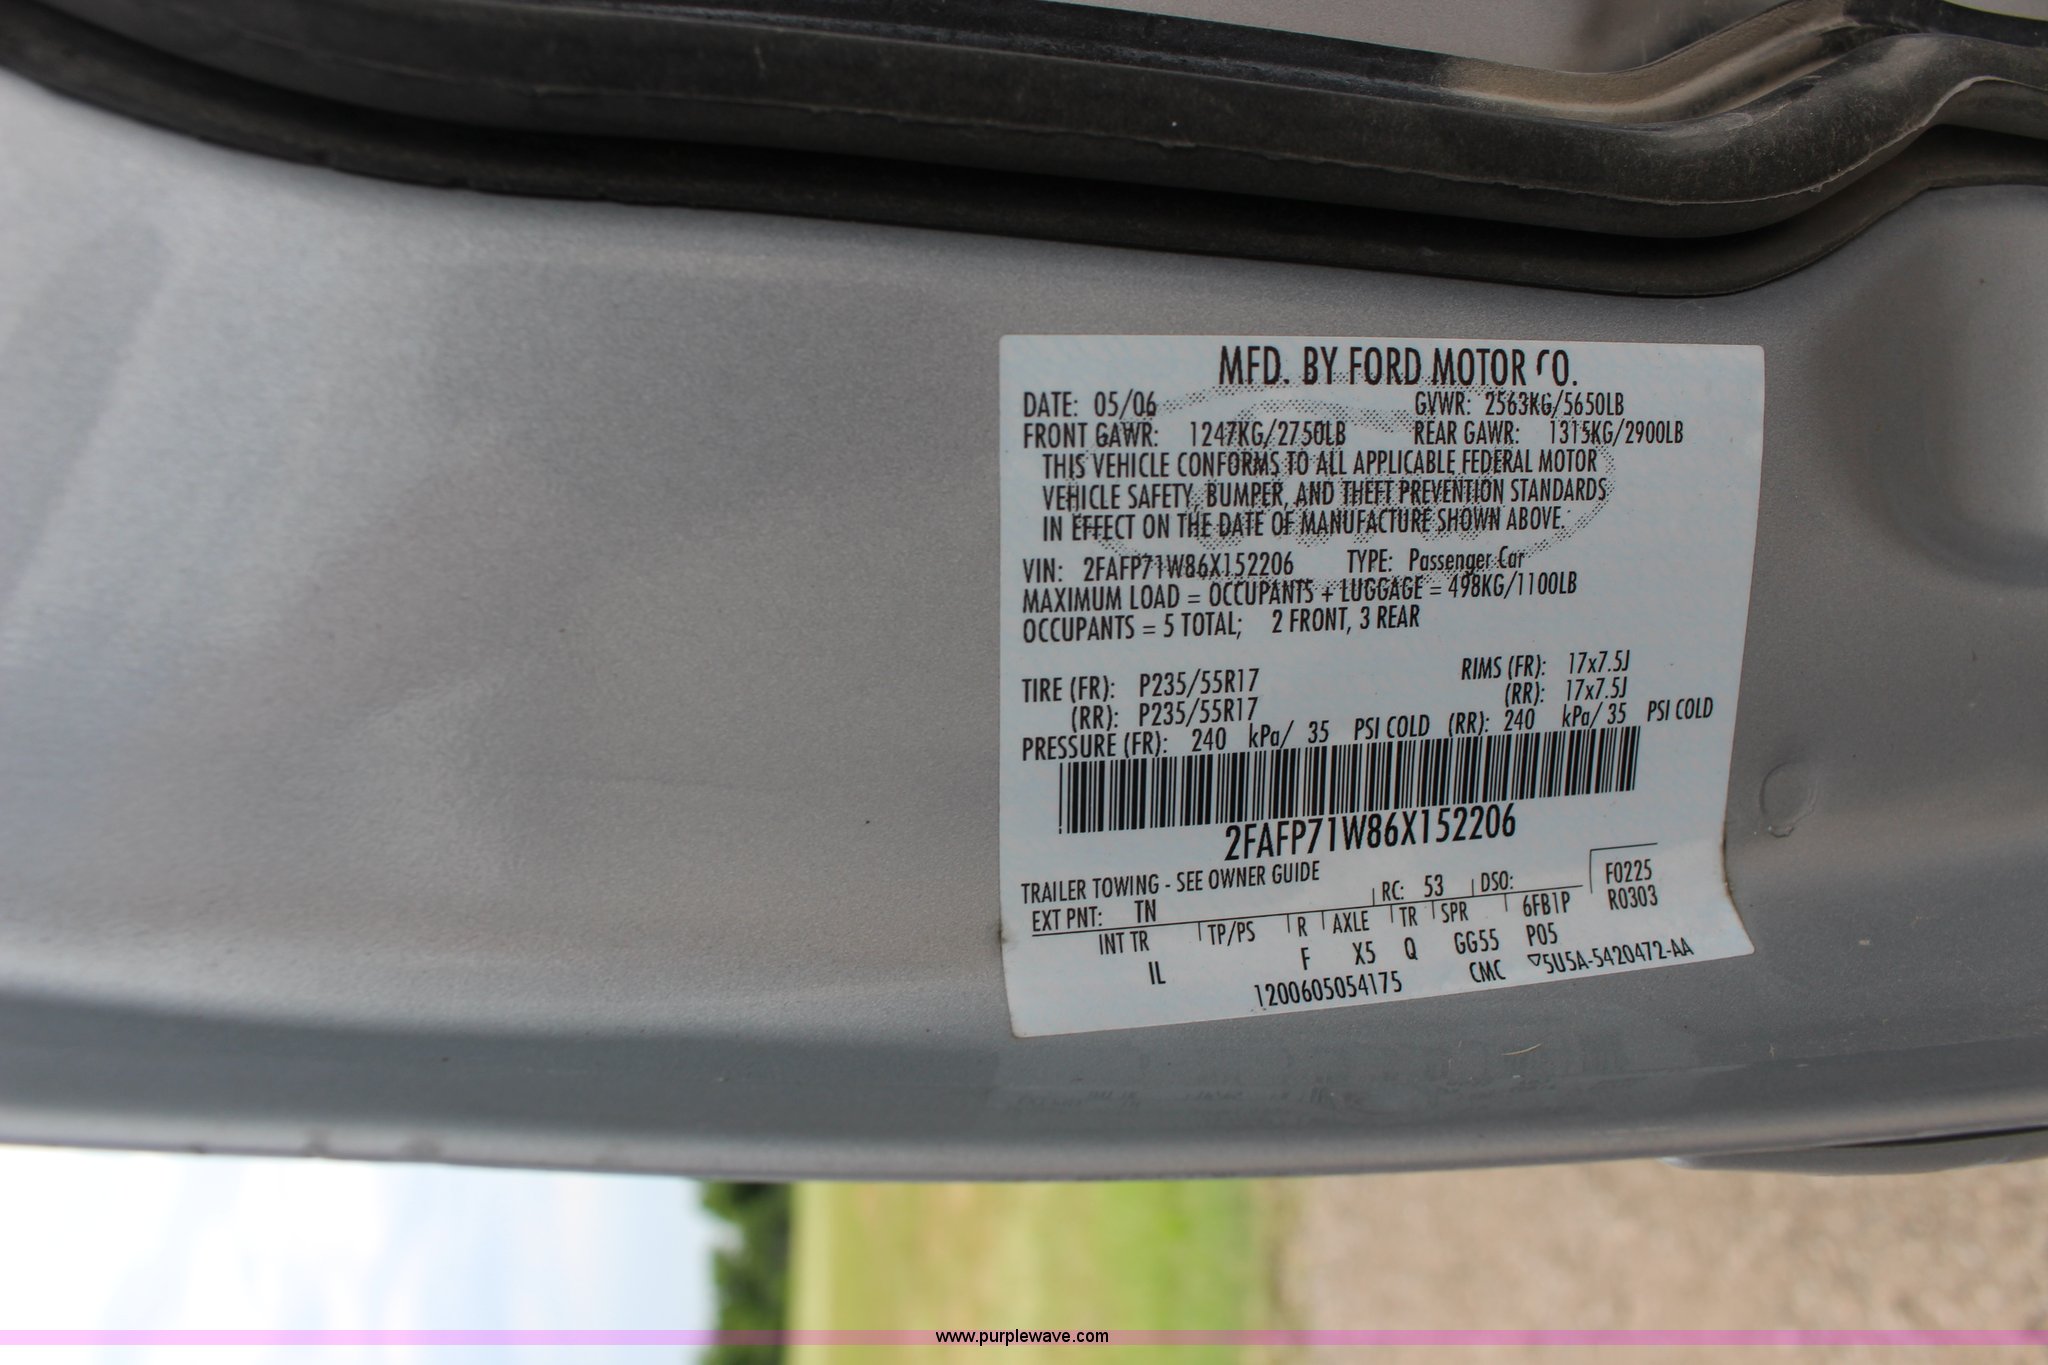 MFD. BY FORD MOTOR CO.
DATE: 05/06 GVWR: 2563KG/5650LB
FRONT GAWR: 1247KG/2750LB REAR GAWR: 1315KG/2900LB
THIS VEHICLE CONFORMS TO ALL APPLICABLE FEDERAL MOTOR
VEHICLE SAFETY, BUMPER, AND THEFT PREVENTION STANDARDS
IN EFFECT ON THE DATE OF MANUFACTURE SHOWN ABOVE.
VIN: 2FAFP71W86X152206 TYPE: Passenger Car
MAXIMUM LOAD = OCCUPANTS + LUGGAGE = 498KG/1100LB
OCCUPANTS = 5 TOTAL; 2 FRONT, 3 REAR
TIRE (FR): P235/55R17 RIMS (FR): 17x7.5J
(RR): P235/55R17 (RR): 17x7.5J
PRESSURE (FR): 240 kPa/ 35 PSI COLD (RR): 240 kPa/ 35 PSI COLD
2FAFP71W86X152206
TRAILER TOWING - SEE OWNER GUIDE
EXT PNT: TN RC: 53 DSO: F0225
INT TR TP/PS R AXLE TR SPR 6FB1P R0303
IL F X5 Q GG55 P05
1200605054175 CMC ▽5U5A-5420472-AA
www.purplewave.com